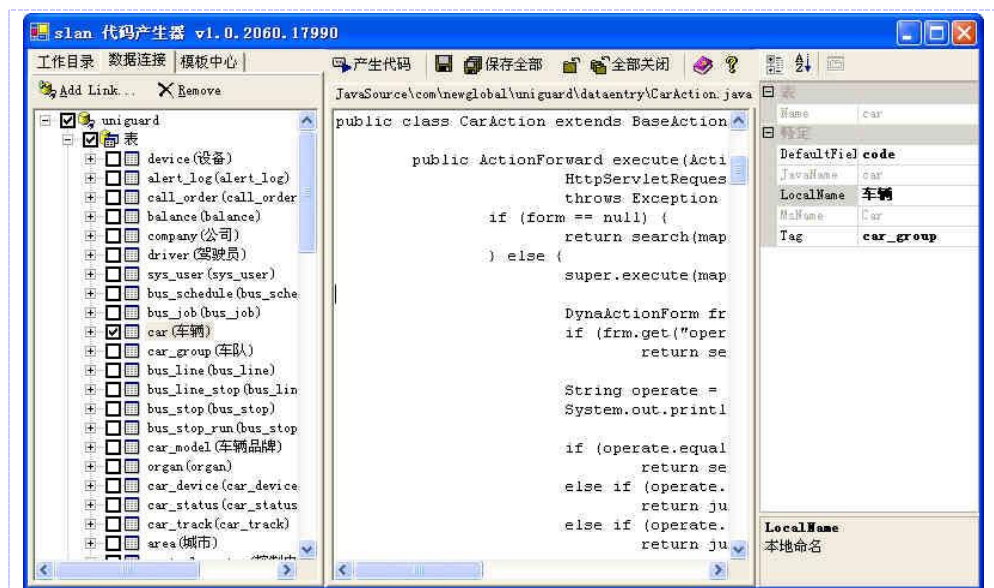 slan 代码产生器 v1.0.2060.17990
工作目录 数据连接 模板中心
产生代码 保存全部 全部关闭
Add Link... Remove
JavaSource\com\newglobal\uniguard\dataentry\CarAction.java
uniguard
表
device(设备)
alert_log(alert_log)
call_order(call_order
balance(balance)
company(公司)
driver(驾驶员)
sys_user(sys_user)
bus_schedule(bus_sche
bus_job(bus_job)
car(车辆)
car_group(车队)
bus_line(bus_line)
bus_line_stop(bus_lin
bus_stop(bus_stop)
bus_stop_run(bus_stop
car_model(车辆品牌)
organ(organ)
car_device(car_device
car_status(car_status
car_track(car_track)
area(城市)
public class CarAction extends BaseAction
public ActionForward execute(Acti
HttpServletReques
throws Exception
if (form == null) {
return search(map
} else {
super.execute(map
DynaActionForm fr
if (frm.get("oper
return se
String operate =
System.out.printl
if (operate.equal
return se
else if (operate.
return ju
else if (operate.
return ju
表
Name car
特定
DefaultFiel code
JavaName car
LocalName 车辆
MsName Car
Tag car_group
LocalName
本地命名